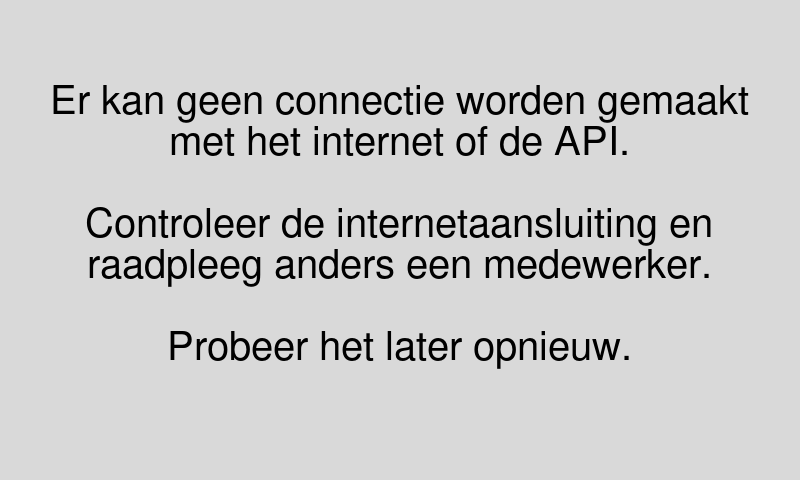 Er kan geen connectie worden gemaakt
met het internet of de API.
Controleer de internetaansluiting en
raadpleeg anders een medewerker.
Probeer het later opnieuw.